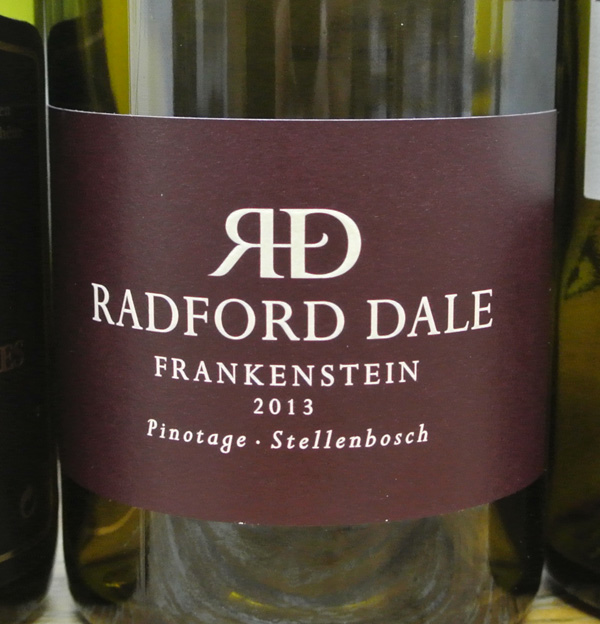 RD
RADFORD DALE
FRANKENSTEIN
2013
Pinotage · Stellenbosch